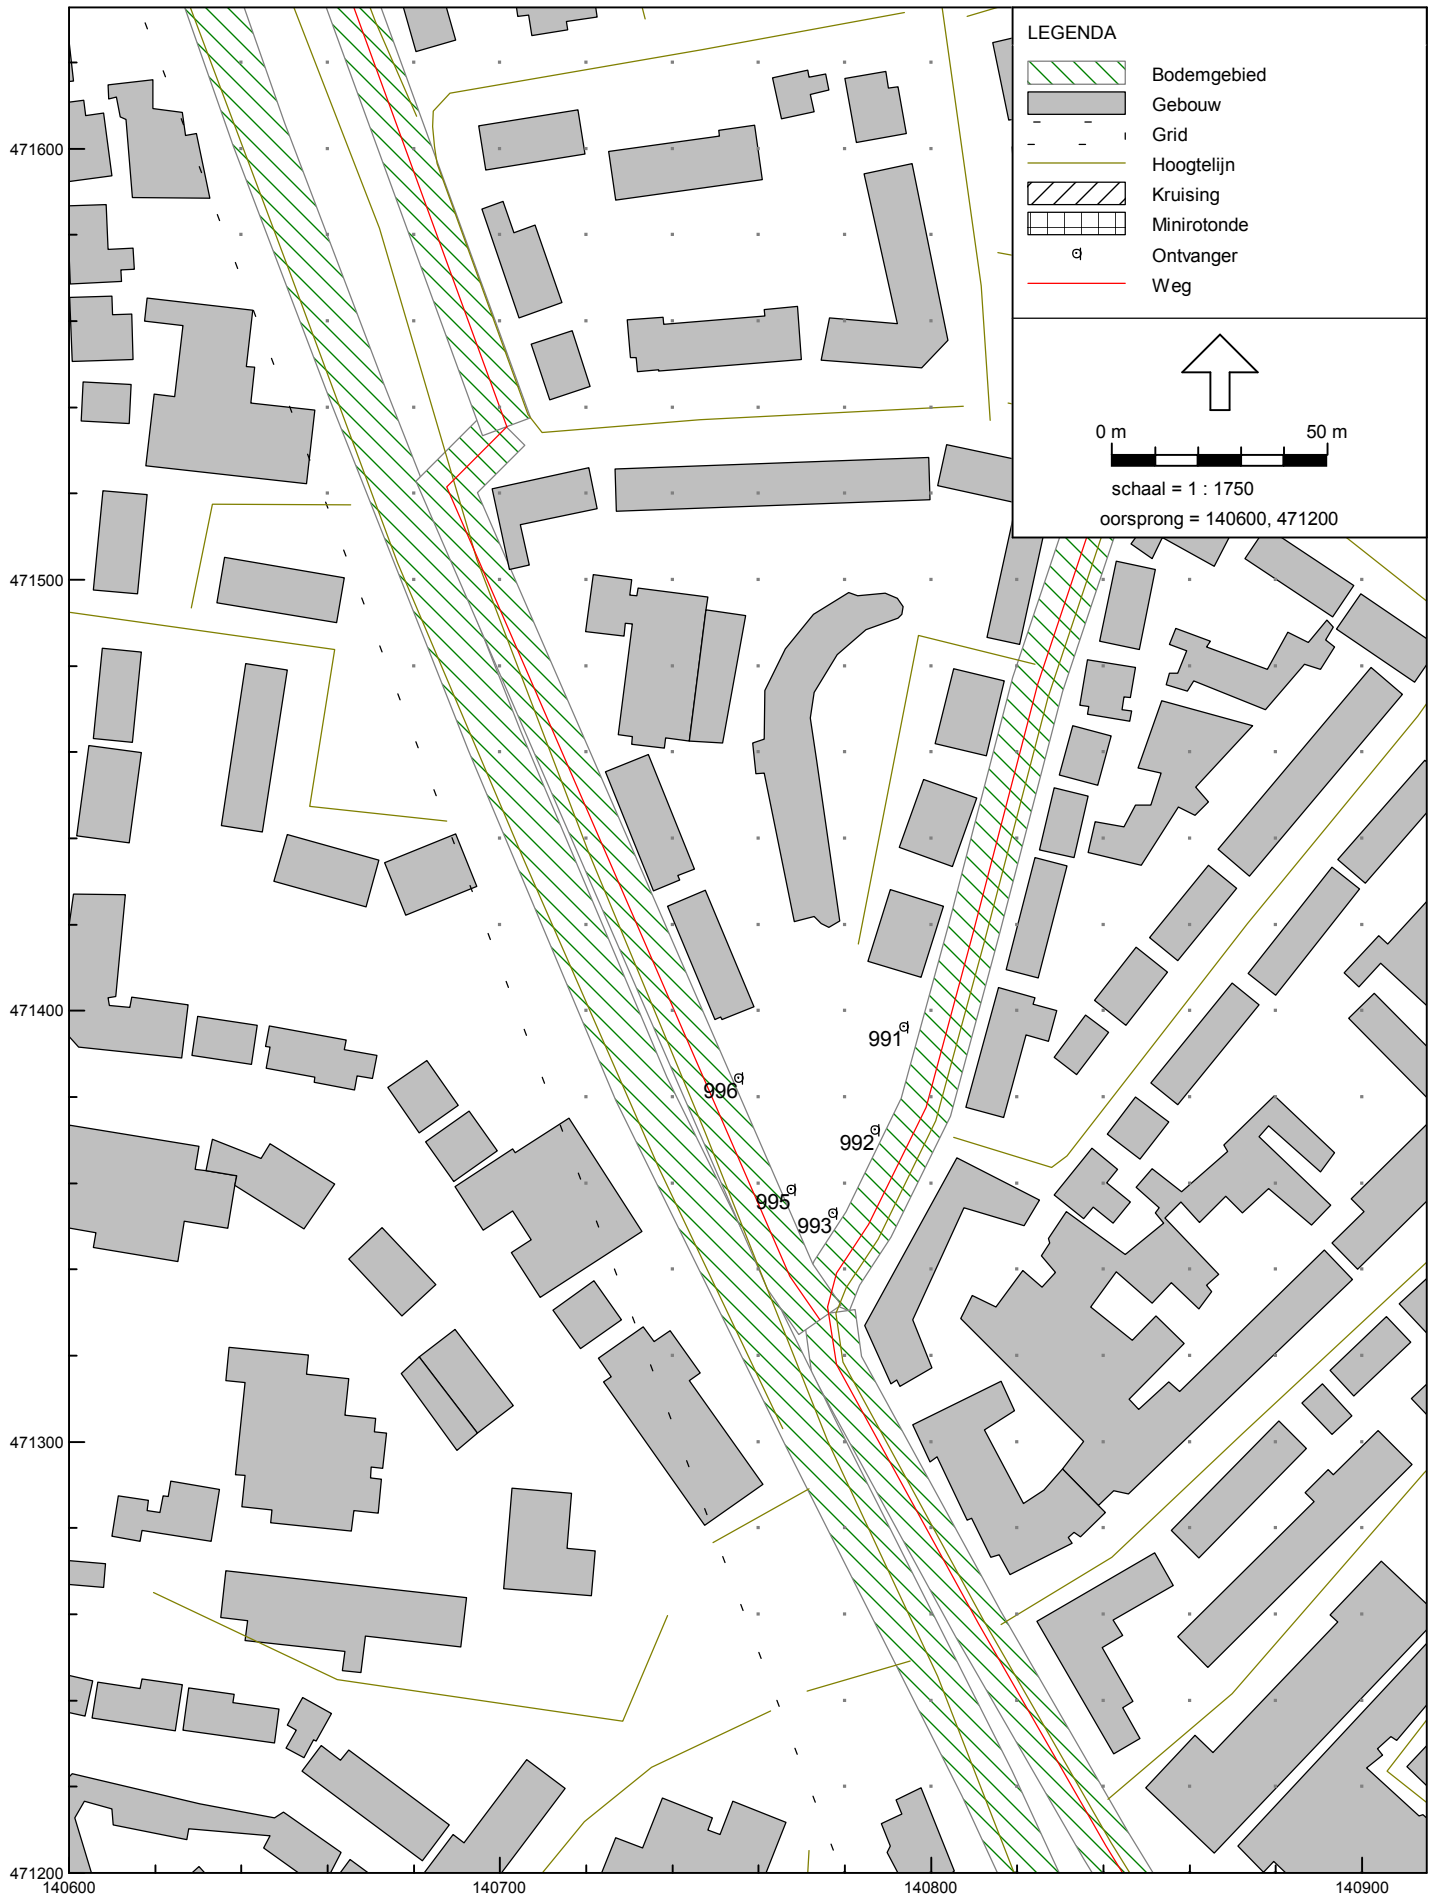 LEGENDA
Bodemgebied
Gebouw
Grid
Hoogtelijn
Kruising
Minirotonde
Ontvanger
Weg
0 m 50 m
schaal = 1 : 1750
oorsprong = 140600, 471200
471600
471500
471400
991
996
992
995
993
471300
471200
140600 140700 140800 140900